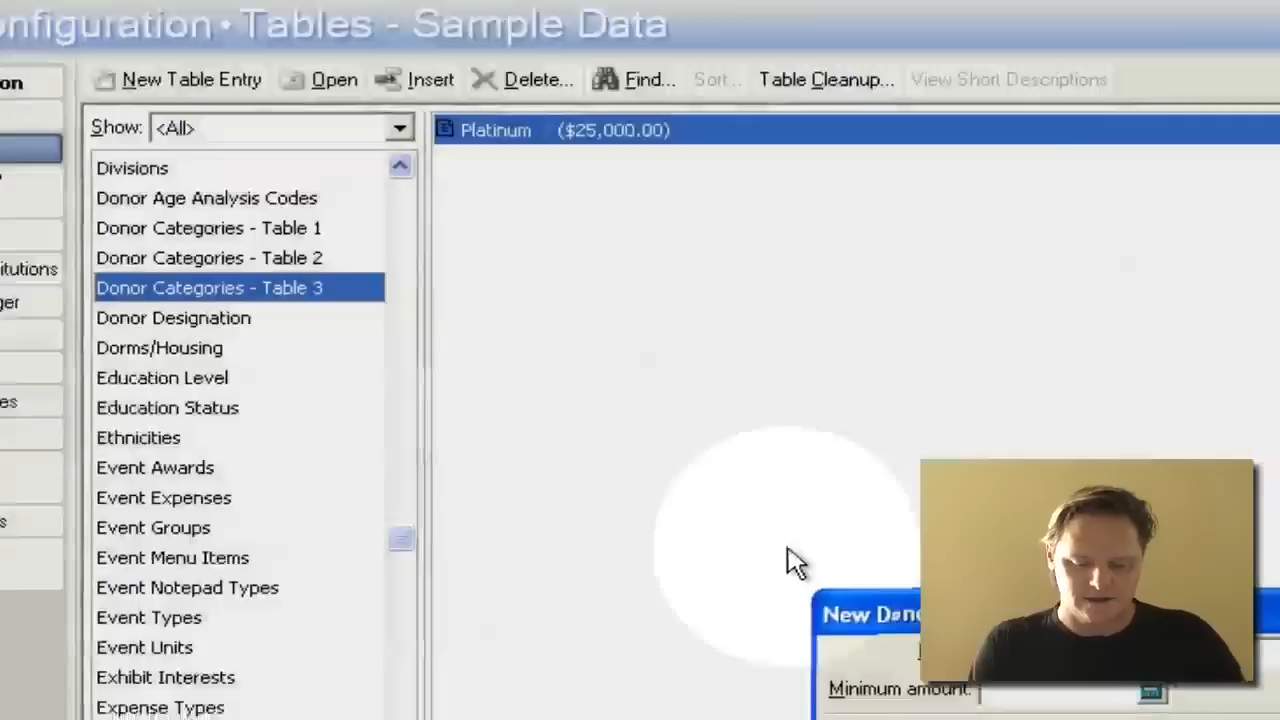 onfiguration · Tables - Sample Data
on
New Table Entry Open Insert Delete... Find... Sort... Table Cleanup... View Short Descriptions
Show: <All>
Platinum ($25,000.00)
Divisions
Donor Age Analysis Codes
Donor Categories - Table 1
Donor Categories - Table 2
itutions
Donor Categories - Table 3
ger
Donor Designation
Dorms/Housing
Education Level
es
Education Status
Ethnicities
Event Awards
Event Expenses
s
Event Groups
Event Menu Items
Event Notepad Types
Event Types
New Don
Event Units
Exhibit Interests
Minimum amount:
Expense Types